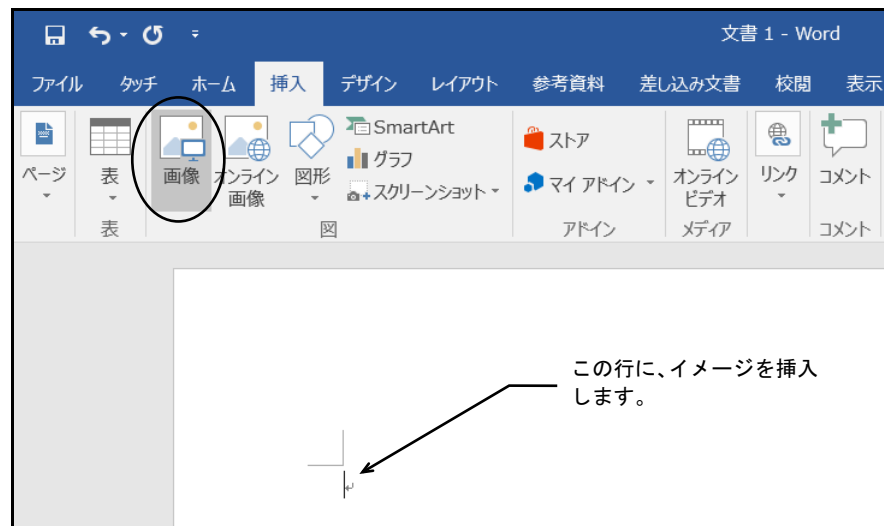 文書 1 - Word
ファイル タッチ ホーム 挿入 デザイン レイアウト 参考資料 差し込み文書 校閲 表示
ページ 表 画像 オンライン 画像 図形 SmartArt グラフ スクリーンショット ストア マイ アドイン オンライン ビデオ リンク コメント
表 図 アドイン メディア コメント
この行に、イメージを挿入
します。